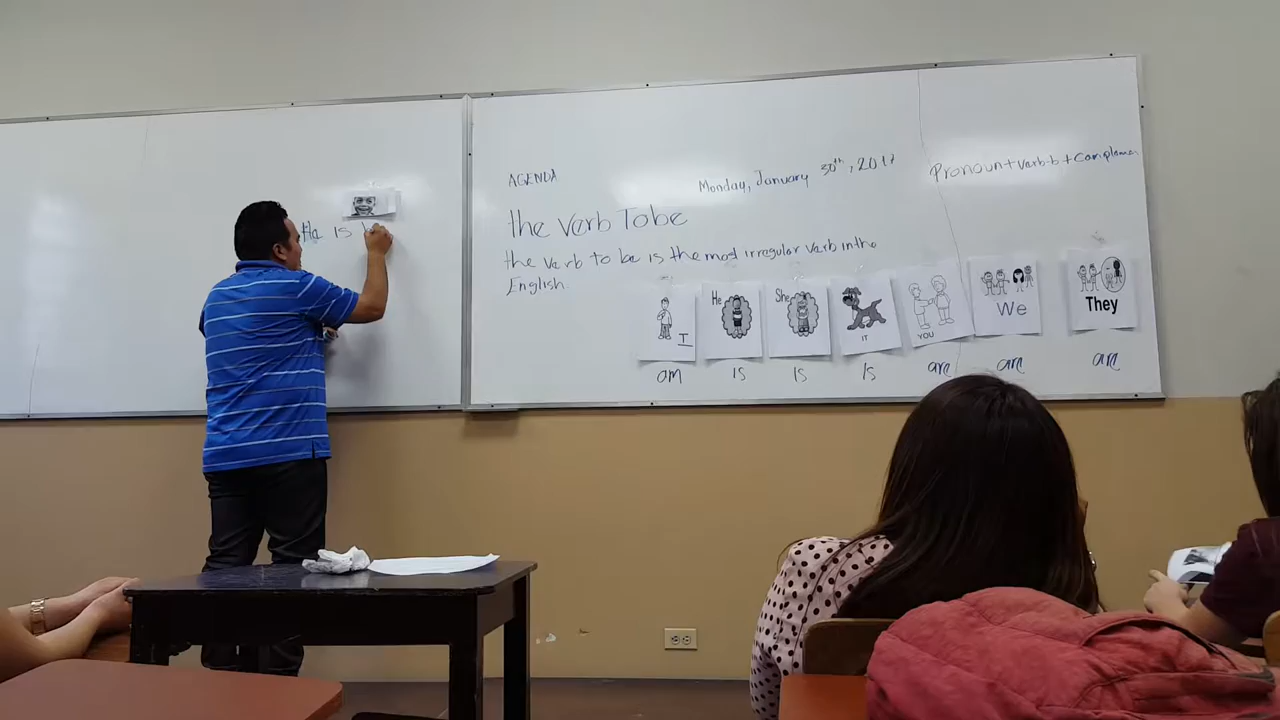 He is
AGENDA
Monday, January 30th, 2017
Pronoun + Verb-b + Complemen
the Verb To be
the verb to be is the most irregular verb in the
English
I
He
She
IT
YOU
We
They
am is is is are are are